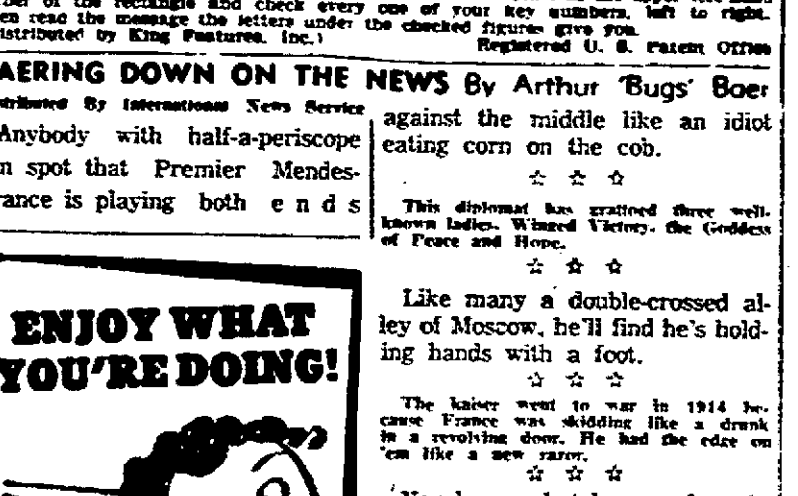 of the rectangle and check every one of your key numbers, left to right.
en read the message the letters under the checked figures give you.
istributed by King Features, Inc.)
Registered U. S. Patent Office
AERING DOWN ON THE NEWS By Arthur 'Bugs' Baer
tributed By International News Service
Anybody with half-a-periscope
n spot that Premier Mendes-
rance is playing both ends
against the middle like an idiot
eating corn on the cob.
☆ ☆ ☆
This diplomat has gratined three well-
known ladies. Winged Victory, the Goddess
of Peace and Hope.
☆ ☆ ☆
Like many a double-crossed al-
ley of Moscow, he'll find he's hold-
ing hands with a foot.
☆ ☆ ☆
The kaiser went to war in 1914 be-
cause France was skidding like a drunk
in a revolving door. He had the edge on
'em like a new razor.
☆ ☆ ☆
ENJOY WHAT
YOU'RE DOING!